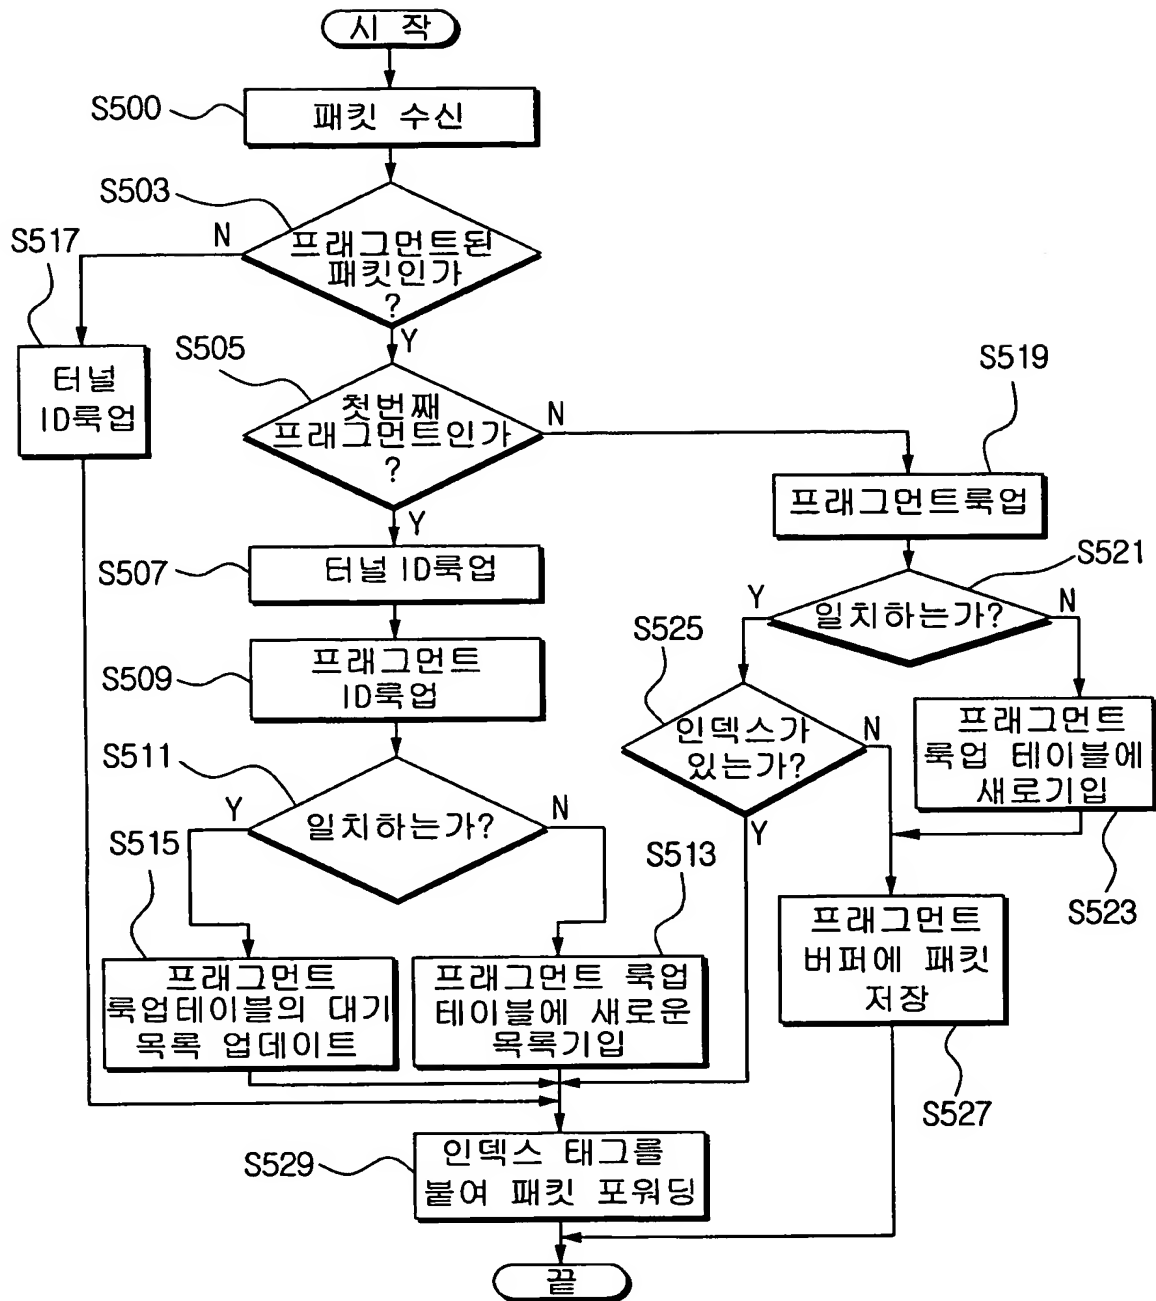 시 작
S500
패킷 수신
S503
프래그먼트된
패킷인가
?
N
Y
S517
터널
ID룩업
S505
첫번째
프래그먼트인가
?
N
Y
S519
프래그먼트룩업
S507
터널 ID룩업
S521
일치하는가?
Y
N
S509
프래그먼트
ID룩업
S525
인덱스가
있는가?
N
Y
프래그먼트
룩업 테이블에
새로기입
S523
S511
일치하는가?
Y
N
S515
프래그먼트
룩업테이블의 대기
목록 업데이트
S513
프래그먼트 룩업
테이블에 새로운
목록기입
프래그먼트
버퍼에 패킷
저장
S527
S529
인덱스 태그를
붙여 패킷 포워딩
끝